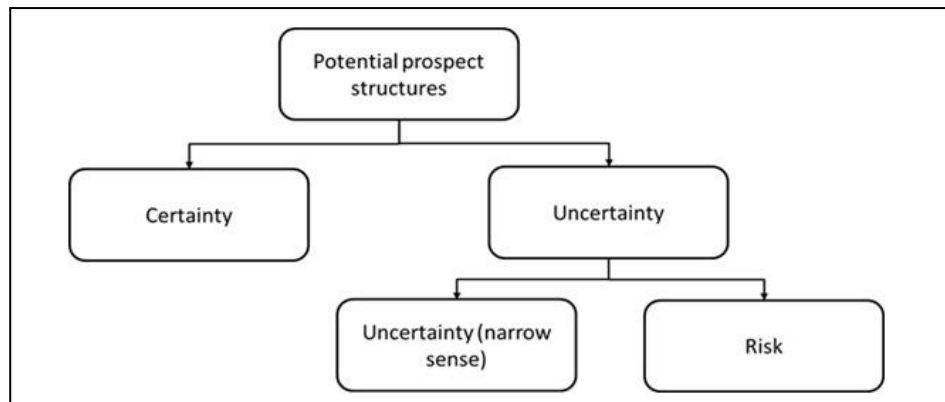 Potential prospect
structures
Certainty
Uncertainty
Uncertainty (narrow
sense)
Risk